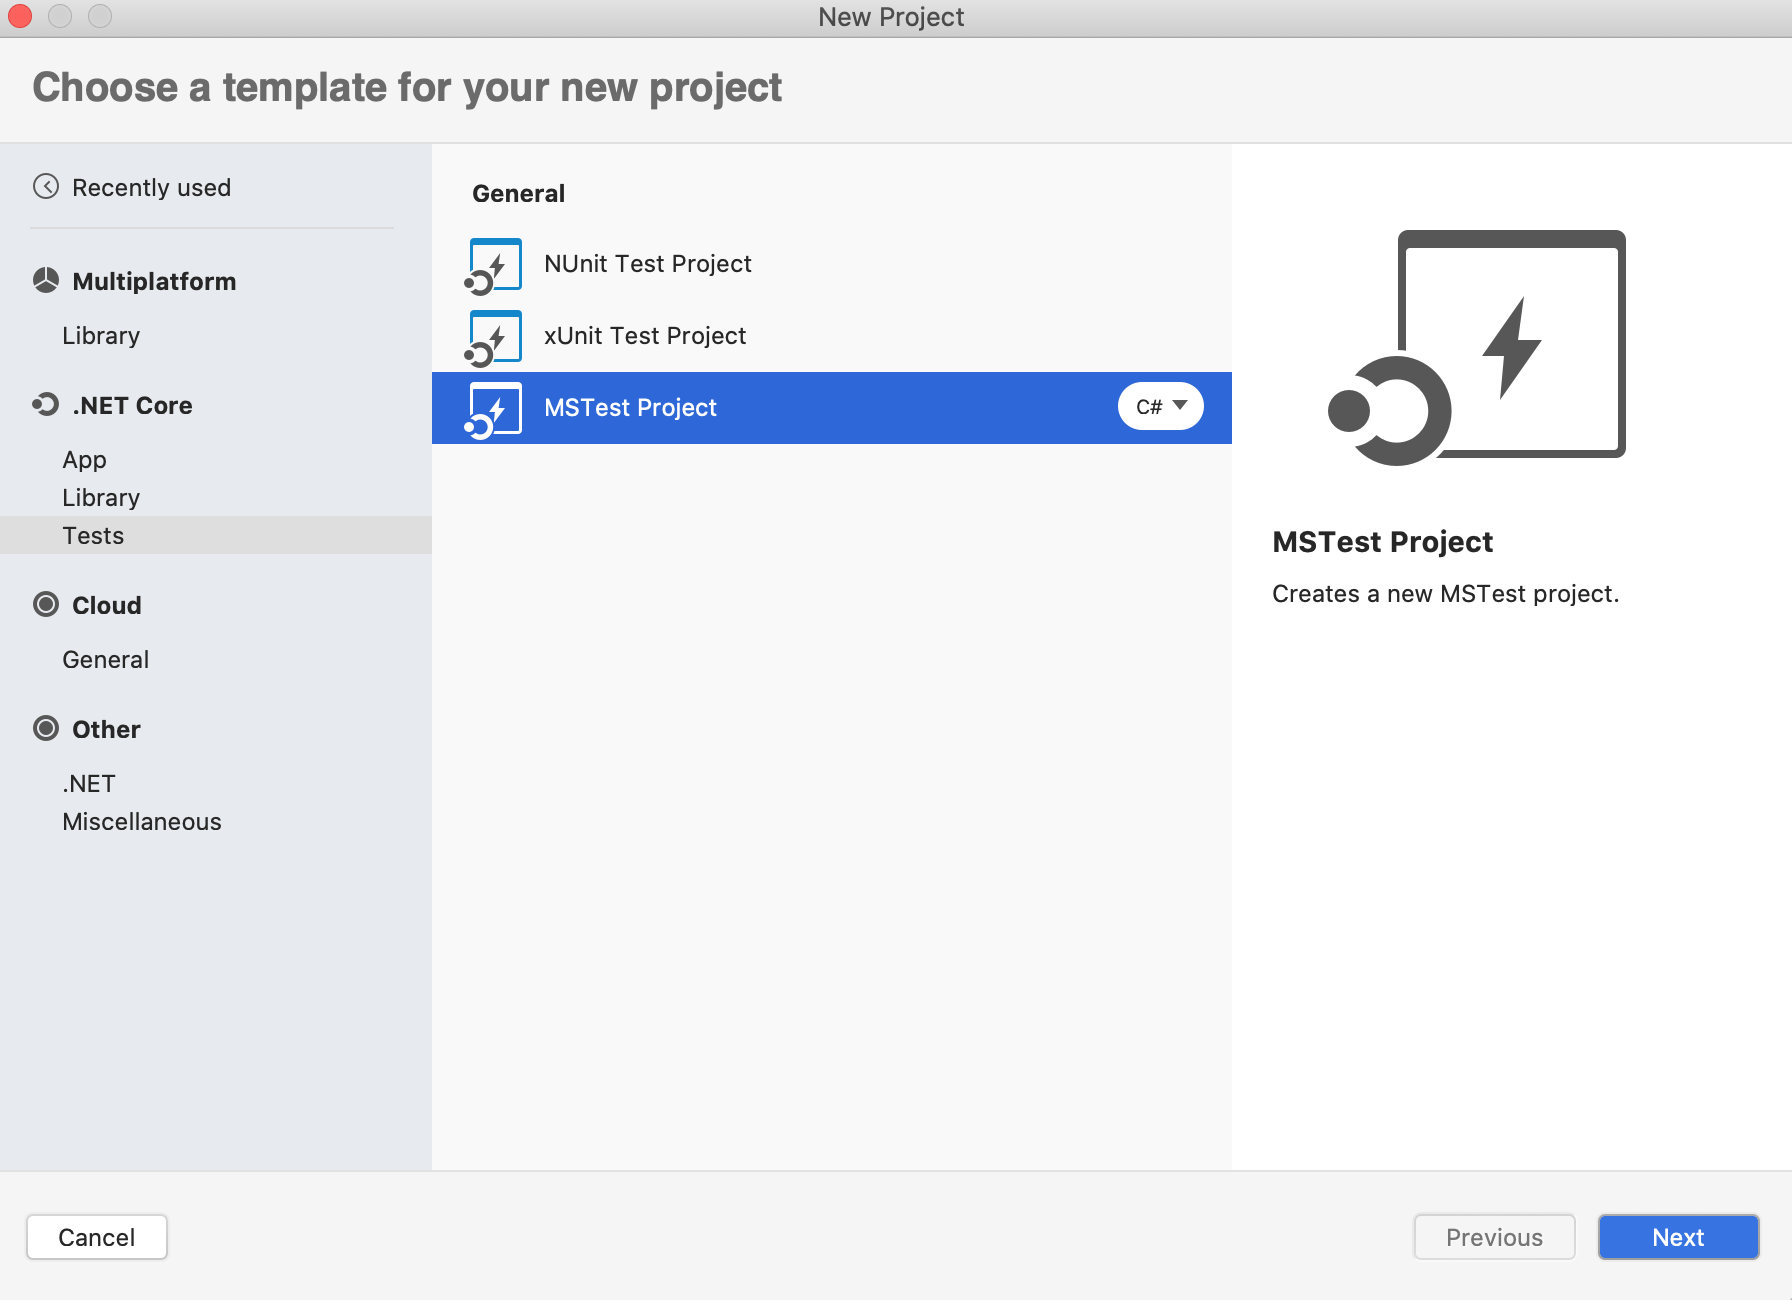 New Project
Choose a template for your new project
Recently used
Multiplatform
Library
.NET Core
App
Library
Tests
Cloud
General
Other
.NET
Miscellaneous
General
NUnit Test Project
xUnit Test Project
MSTest Project
C#
MSTest Project
Creates a new MSTest project.
Cancel
Previous
Next